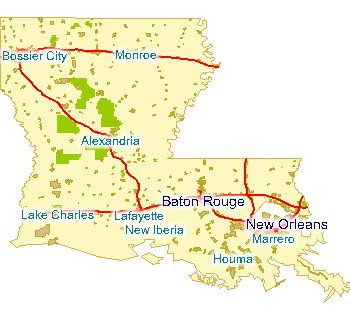 Bossier City
Monroe
Alexandria
Baton Rouge
Lake Charles
Lafayette
New Iberia
New Orleans
Marrero
Houma